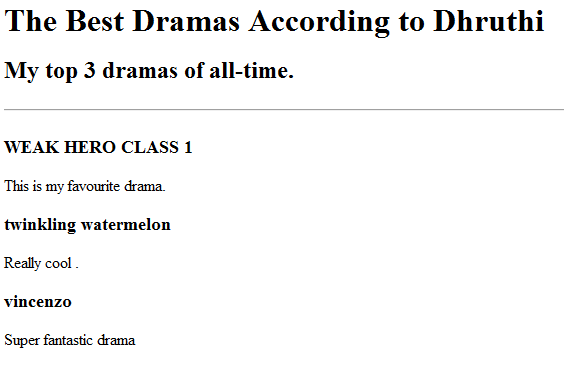 The Best Dramas According to Dhruthi
My top 3 dramas of all-time.
WEAK HERO CLASS 1
This is my favourite drama.
twinkling watermelon
Really cool .
vincenzo
Super fantastic drama